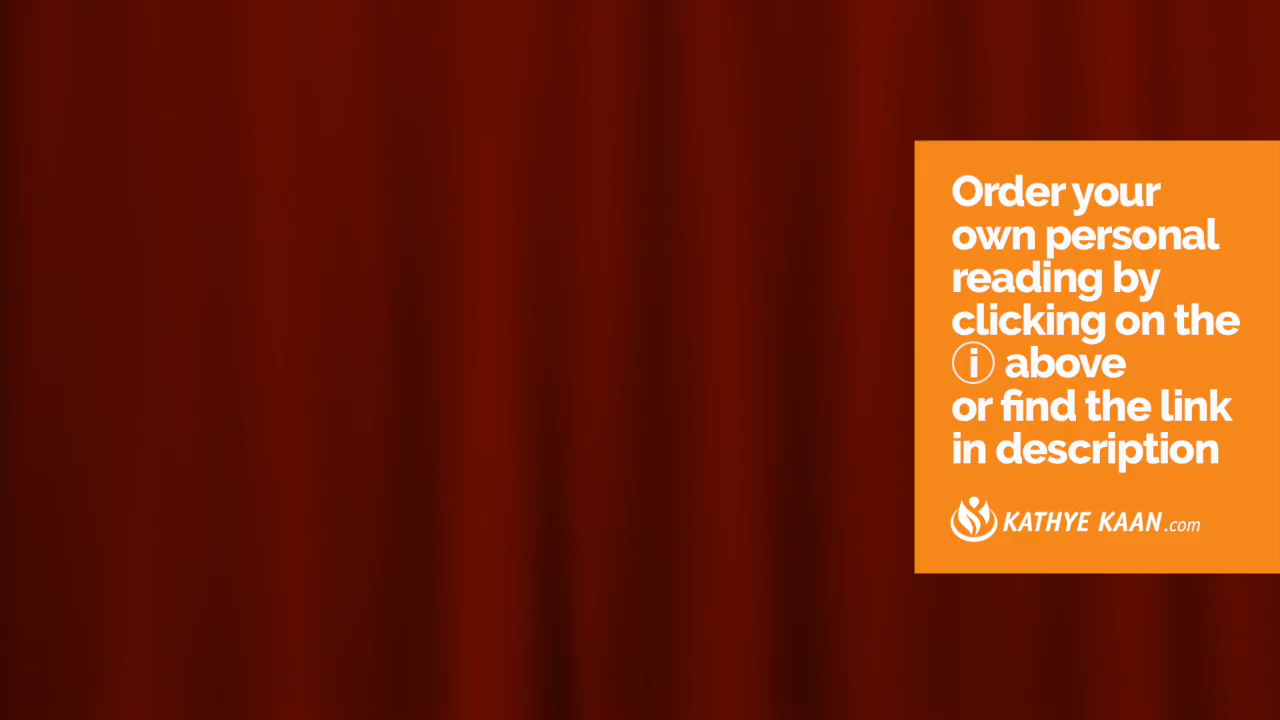 Order your
own personal
reading by
clicking on the
i above
or find the link
in description
KATHYE KAAN.com